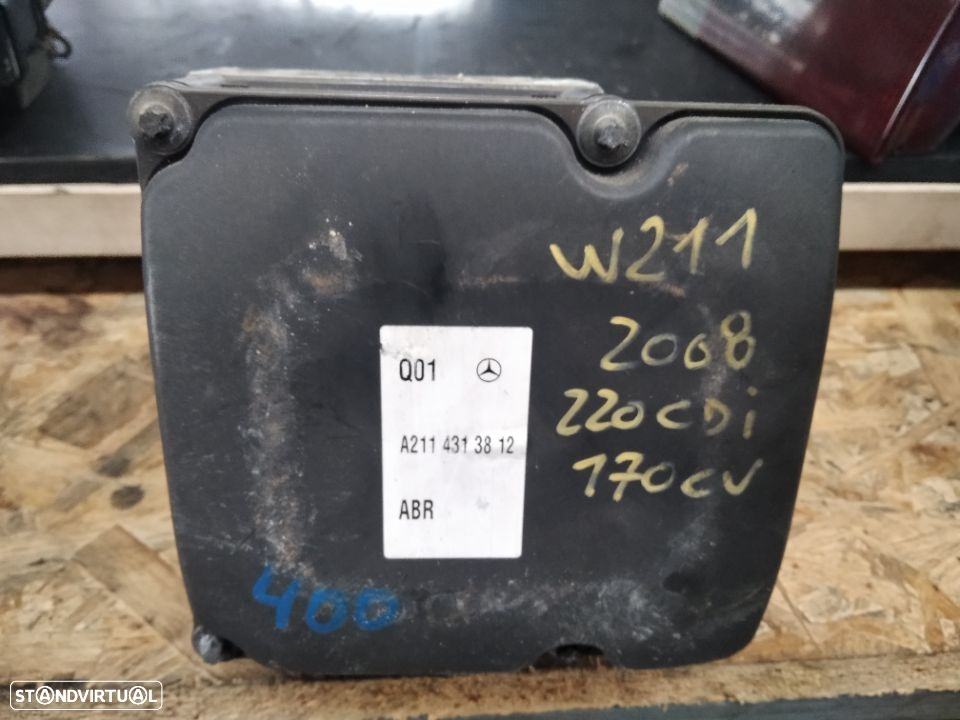 W211
2008
220CDi
170CV
Q01
A211 431 38 12
ABR
400
STANDVIRTUAL